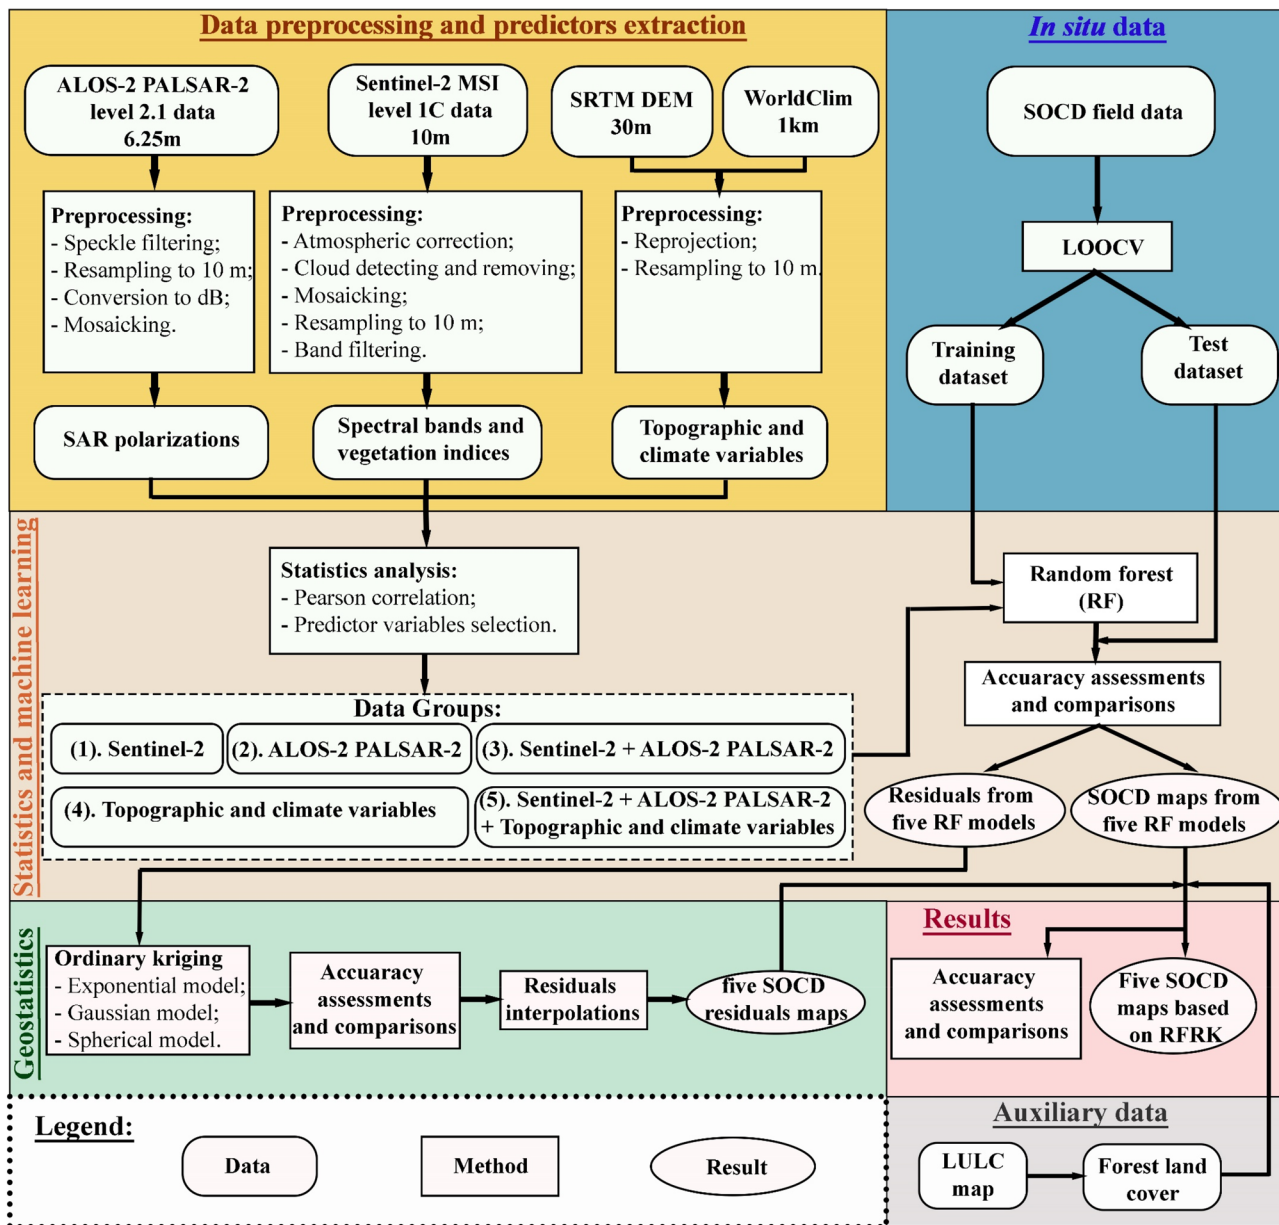 Data preprocessing and predictors extraction
ALOS-2 PALSAR-2
level 2.1 data
6.25m
Sentinel-2 MSI
level 1C data
10m
SRTM DEM
30m
WorldClim
1km
Preprocessing:
- Speckle filtering;
- Resampling to 10 m;
- Conversion to dB;
- Mosaicking.
Preprocessing:
- Atmospheric correction;
- Cloud detecting and removing;
- Mosaicking;
- Resampling to 10 m;
- Band filtering.
Preprocessing:
- Reprojection;
- Resampling to 10 m.
SAR polarizations
Spectral bands and
vegetation indices
Topographic and
climate variables
In situ data
SOCD field data
LOOCV
Training
dataset
Test
dataset
Statistics and machine learning
Statistics analysis:
- Pearson correlation;
- Predictor variables selection.
Data Groups:
(1). Sentinel-2
(2). ALOS-2 PALSAR-2
(3). Sentinel-2 + ALOS-2 PALSAR-2
(4). Topographic and climate variables
(5). Sentinel-2 + ALOS-2 PALSAR-2
+ Topographic and climate variables
Random forest
(RF)
Accuaracy assessments
and comparisons
Residuals from
five RF models
SOCD maps from
five RF models
Geostatistics
Ordinary kriging
- Exponential model;
- Gaussian model;
- Spherical model.
Accuaracy
assessments
and comparisons
Residuals
interpolations
five SOCD
residuals maps
Results
Accuaracy
assessments
and comparisons
Five SOCD
maps based
on RFRK
Legend:
Data
Method
Result
Auxiliary data
LULC
map
Forest land
cover